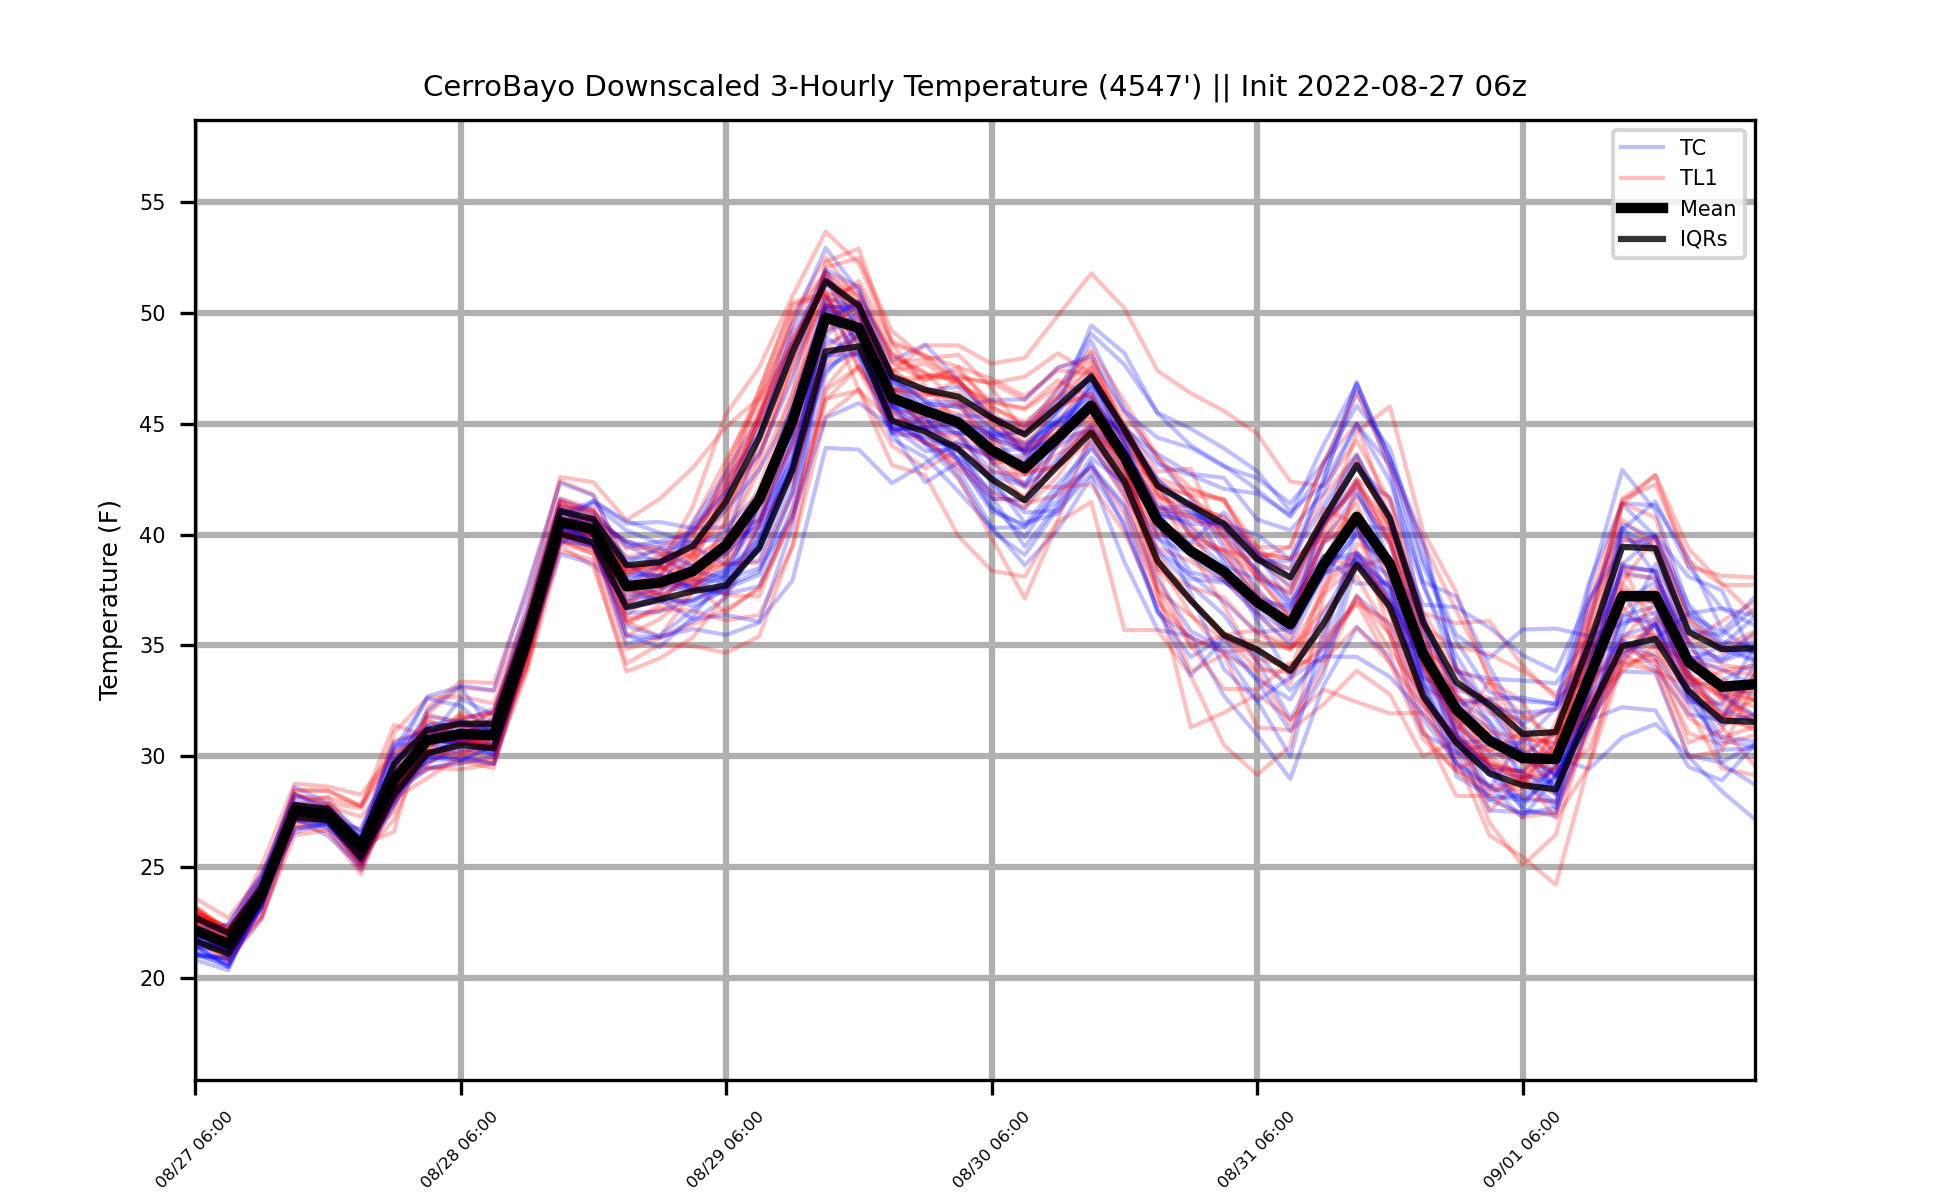 CerroBayo Downscaled 3-Hourly Temperature (4547') || Init 2022-08-27 06z
TC
TL1
Mean
IQRs
Temperature (F)
55
50
45
40
35
30
25
20
08/27 06:00
08/28 06:00
08/29 06:00
08/30 06:00
08/31 06:00
09/01 06:00